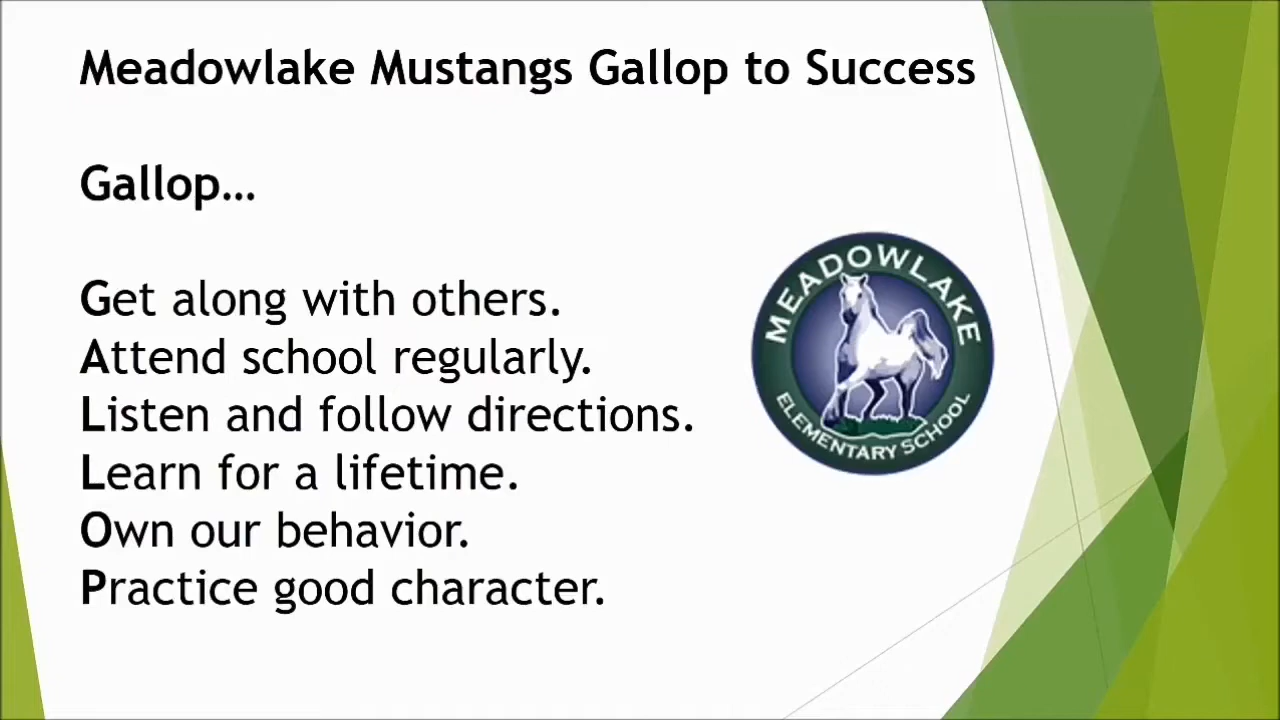 Meadowlake Mustangs Gallop to Success
Gallop…
Get along with others.
Attend school regularly.
Listen and follow directions.
Learn for a lifetime.
Own our behavior.
Practice good character.
MEADOWLAKE
ELEMENTARY SCHOOL